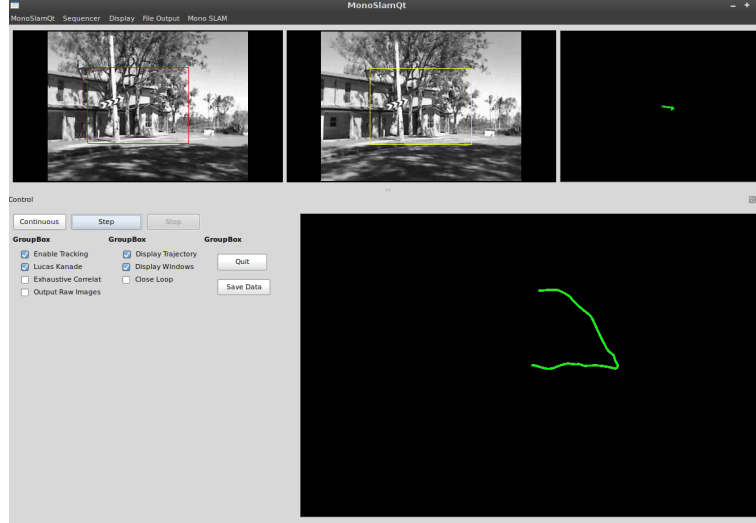 MonoSlamQt
MonoSlamQt Sequencer Display File Output Mono SLAM
Control
Continuous Step Stop
GroupBox GroupBox GroupBox
Enable Tracking Display Trajectory
Lucas Kanade Display Windows Quit
Exhaustive Correlat Close Loop
Output Raw Images Save Data